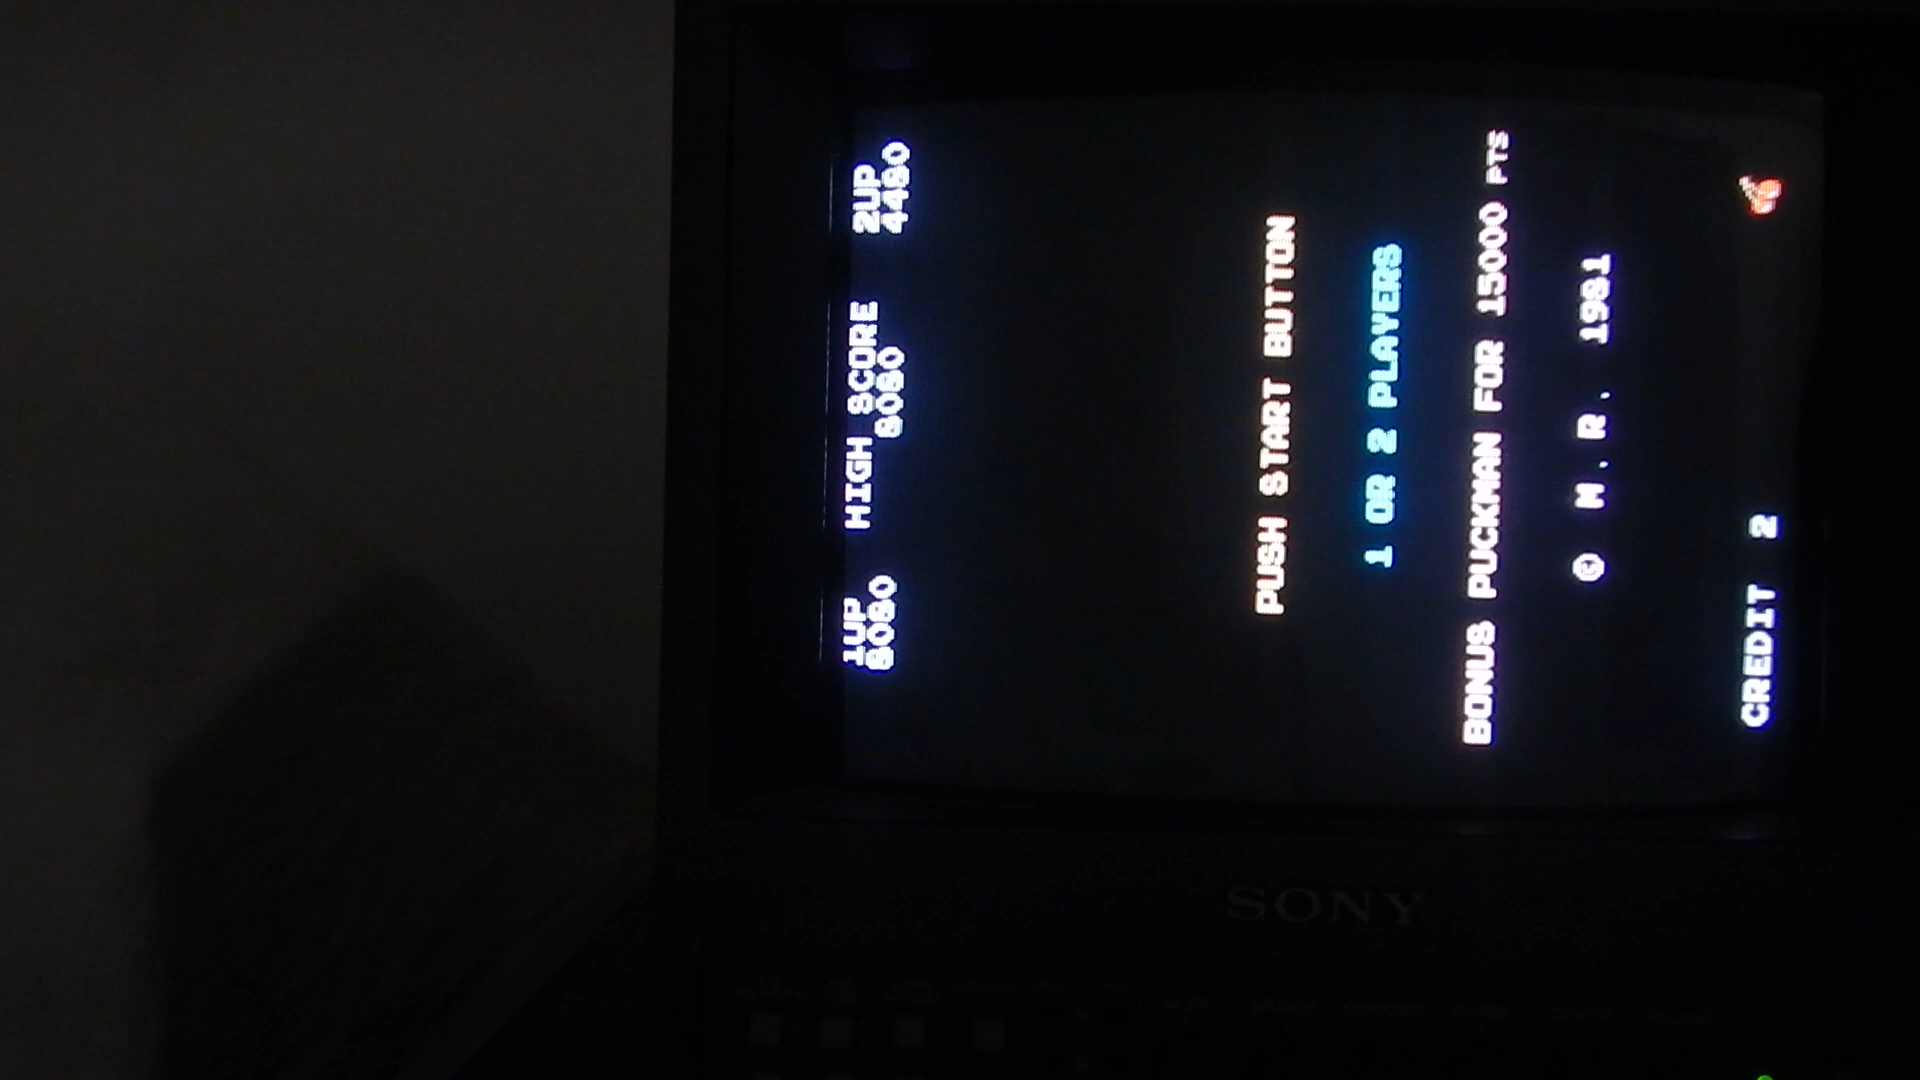 1UP HIGH SCORE 2UP
8080 8080 4480
PUSH START BUTTON
1 OR 2 PLAYERS
BONUS PUCKMAN FOR 15000 PTS
© N. R. 1981
CREDIT 2
SONY